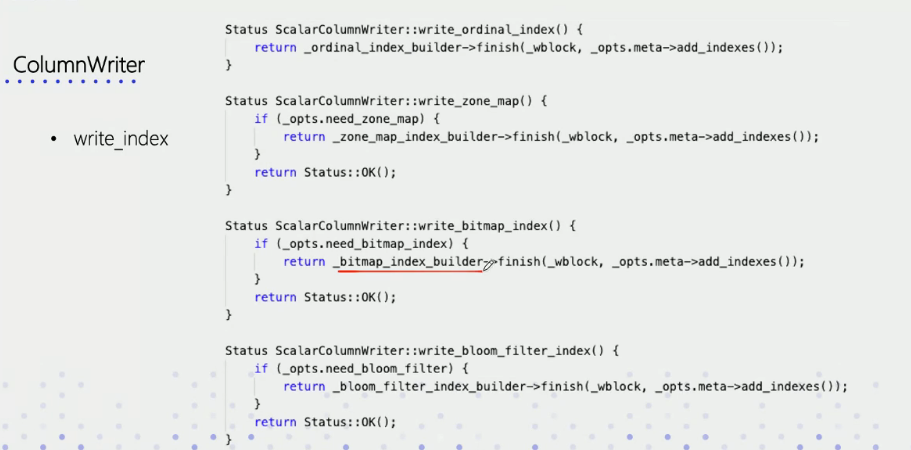 ColumnWriter
• write_index
Status ScalarColumnWriter::write_ordinal_index() {
    return _ordinal_index_builder->finish(_wblock, _opts.meta->add_indexes());
}
Status ScalarColumnWriter::write_zone_map() {
    if (_opts.need_zone_map) {
        return _zone_map_index_builder->finish(_wblock, _opts.meta->add_indexes());
    }
    return Status::OK();
}
Status ScalarColumnWriter::write_bitmap_index() {
    if (_opts.need_bitmap_index) {
        return _bitmap_index_builder->finish(_wblock, _opts.meta->add_indexes());
    }
    return Status::OK();
}
Status ScalarColumnWriter::write_bloom_filter_index() {
    if (_opts.need_bloom_filter) {
        return _bloom_filter_index_builder->finish(_wblock, _opts.meta->add_indexes());
    }
    return Status::OK();
}